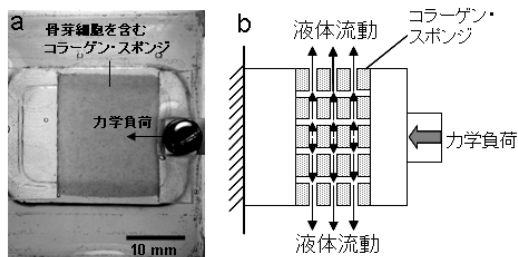 a
骨芽細胞を含む
コラーゲン・スポンジ
力学負荷
10 mm
b
液体流動
コラーゲン・
スポンジ
力学負荷
液体流動